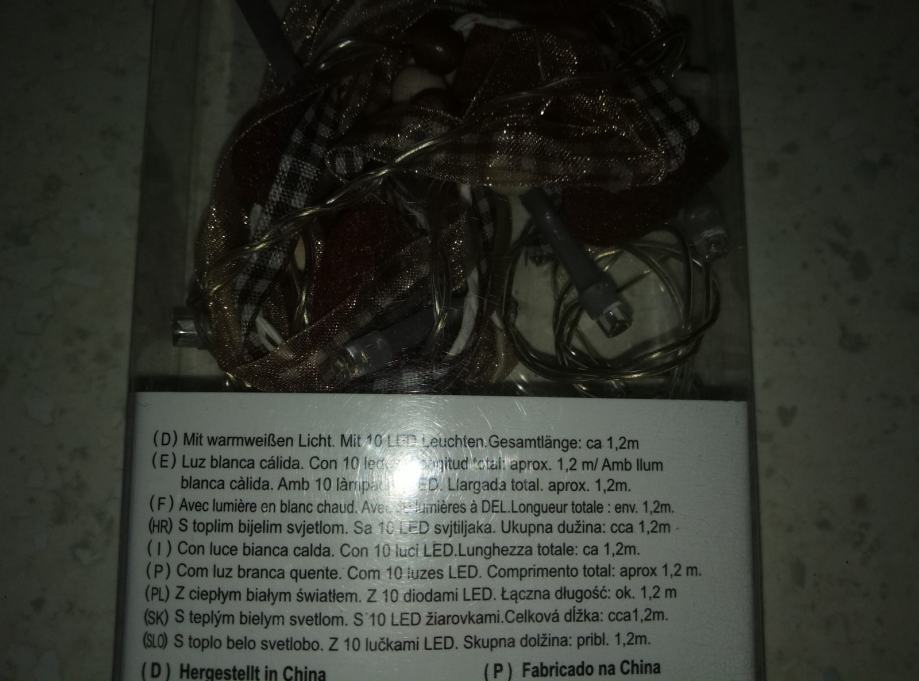 (D) Mit warmweißen Licht. Mit 10 LED Leuchten.Gesamtlänge: ca 1,2m
(E) Luz blanca cálida. Con 10 total: aprox. 1,2 m/ Amb llum
blanca càlida. Amb 10 LED. Llargada total. aprox. 1,2m.
(F) Avec lumière en blanc chaud. lumières à DEL.Longueur totale : env. 1,2m.
(HR) S toplim bijelim svjetlom. Sa 10 LED svjtiljaka. Ukupna dužina: cca 1,2m
(I) Con luce bianca calda. Con 10 luci LED.Lunghezza totale: ca 1,2m.
(P) Com luz branca quente. Com 10 luzes LED. Comprimento total: aprox 1,2 m.
(PL) Z ciepłym białym światłem. Z 10 diodami LED. Łączna długość: ok. 1,2 m
(SK) S teplým bielym svetlom. S 10 LED žiarovkami.Celková dĺžka: cca1,2m.
(SLO) S toplo belo svetlobo. Z 10 lučkami LED. Skupna dolžina: pribl. 1,2m.
(D) Hergestellt in China (P) Fabricado na China